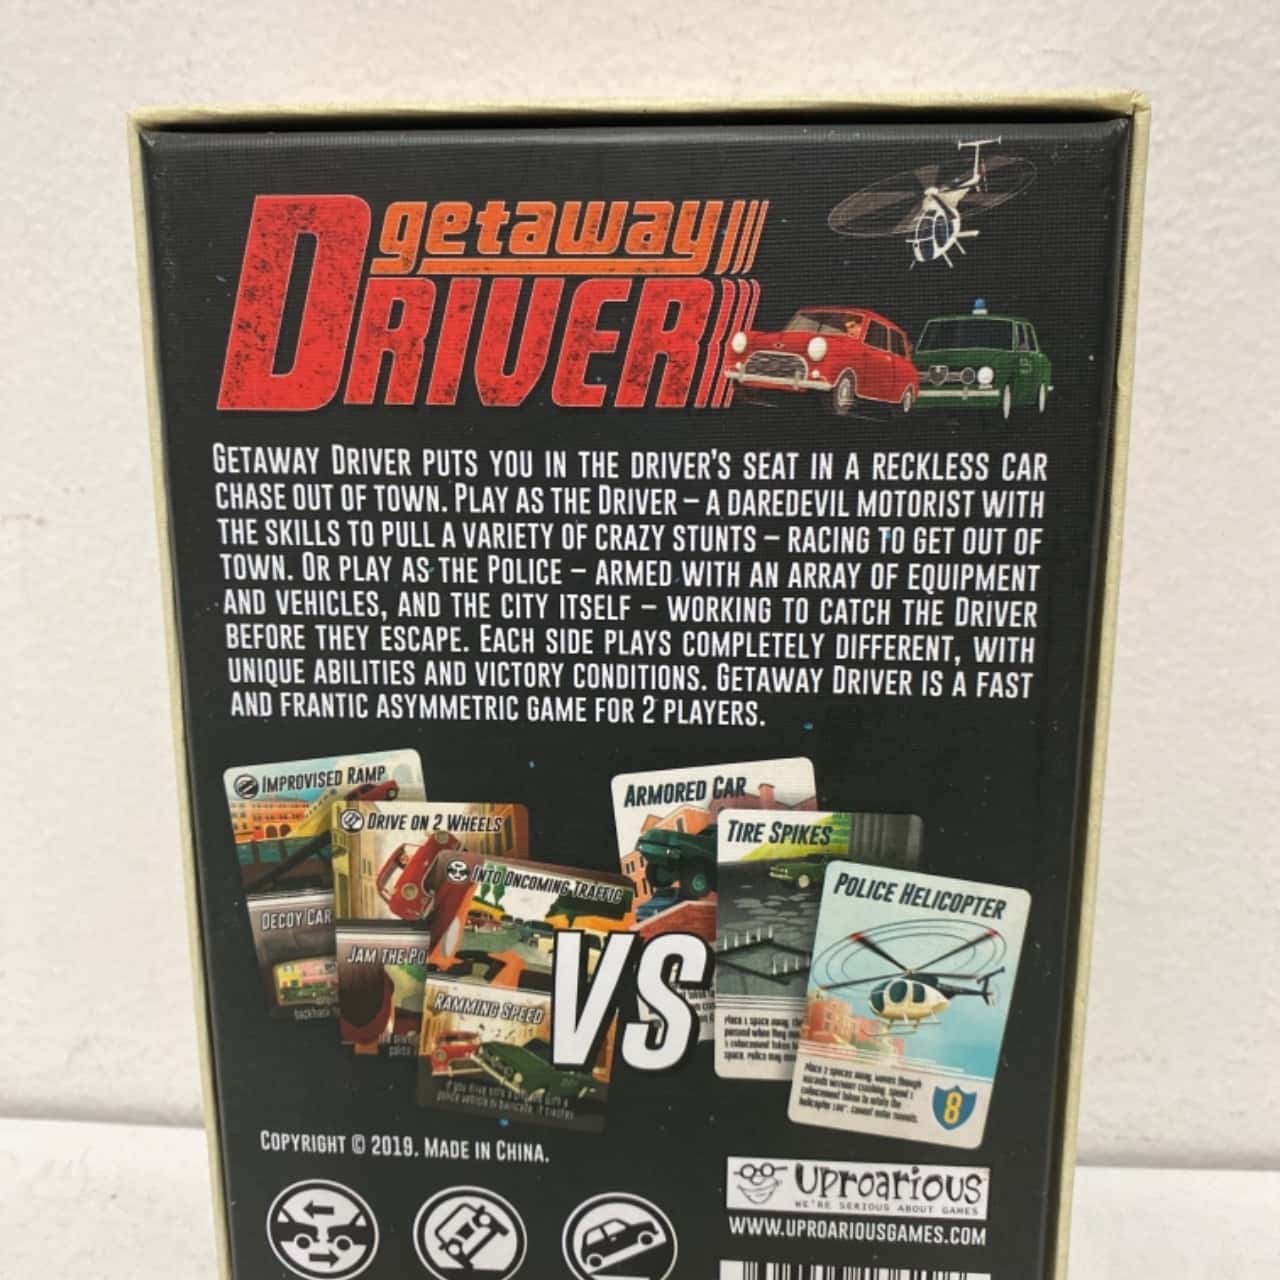 getaway
DRIVER
GETAWAY DRIVER PUTS YOU IN THE DRIVER'S SEAT IN A RECKLESS CAR
CHASE OUT OF TOWN. PLAY AS THE DRIVER – A DAREDEVIL MOTORIST WITH
THE SKILLS TO PULL A VARIETY OF CRAZY STUNTS – RACING TO GET OUT OF
TOWN. OR PLAY AS THE POLICE – ARMED WITH AN ARRAY OF EQUIPMENT
AND VEHICLES, AND THE CITY ITSELF – WORKING TO CATCH THE DRIVER
BEFORE THEY ESCAPE. EACH SIDE PLAYS COMPLETELY DIFFERENT, WITH
UNIQUE ABILITIES AND VICTORY CONDITIONS. GETAWAY DRIVER IS A FAST
AND FRANTIC ASYMMETRIC GAME FOR 2 PLAYERS.
IMPROVISED RAMP
DECOY CAR
DRIVE ON 2 WHEELS
JAM THE PO
INTO ONCOMING TRAFFIC
RAMMING SPEED
VS
ARMORED CAR
TIRE SPIKES
POLICE HELICOPTER
8
COPYRIGHT © 2019. MADE IN CHINA.
UPROARIOUS
WE'RE SERIOUS ABOUT GAMES
WWW.UPROARIOUSGAMES.COM